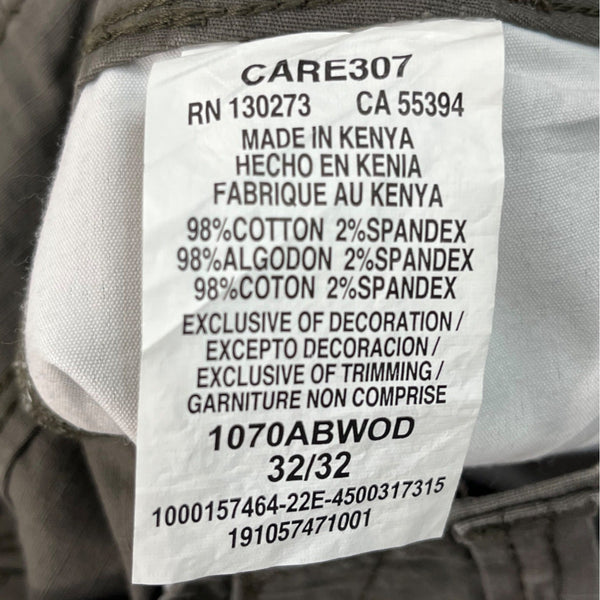 CARE307
RN 130273 CA 55394
MADE IN KENYA
HECHO EN KENIA
FABRIQUE AU KENYA
98%COTTON 2%SPANDEX
98%ALGODON 2%SPANDEX
98%COTON 2%SPANDEX
EXCLUSIVE OF DECORATION /
EXCEPTO DECORACION /
EXCLUSIVE OF TRIMMING /
GARNITURE NON COMPRISE
1070ABWOD
32/32
1000157464-22E-4500317315
191057471001